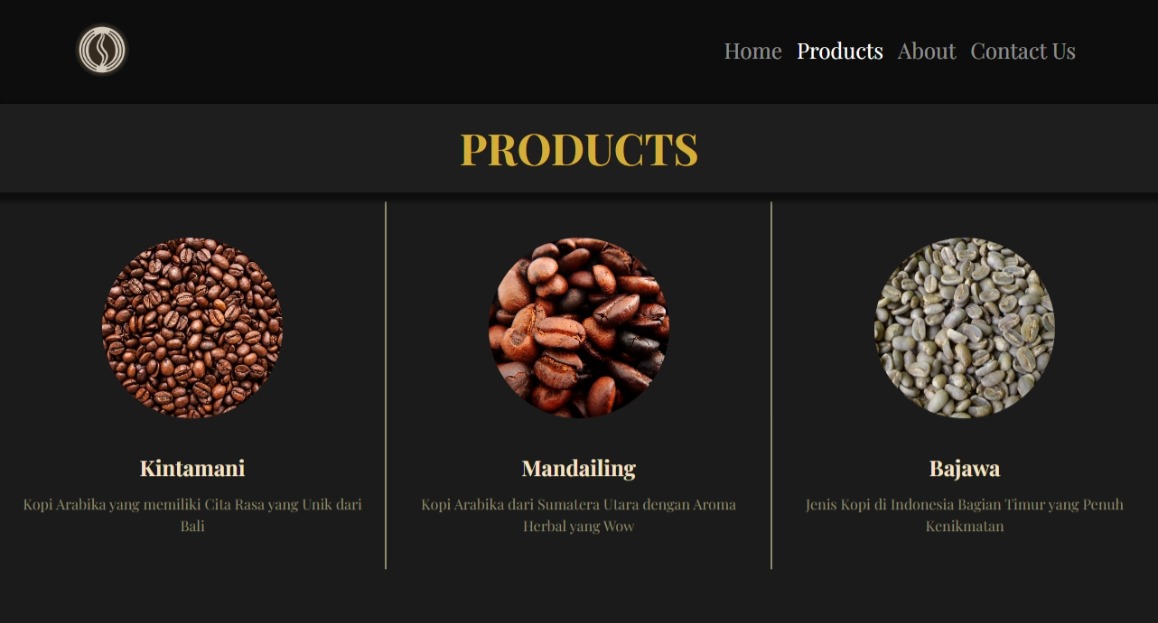 Home Products About Contact Us
PRODUCTS
Kintamani
Kopi Arabika yang memiliki Cita Rasa yang Unik dari
Bali
Mandailing
Kopi Arabika dari Sumatera Utara dengan Aroma
Herbal yang Wow
Bajawa
Jenis Kopi di Indonesia Bagian Timur yang Penuh
Kenikmatan